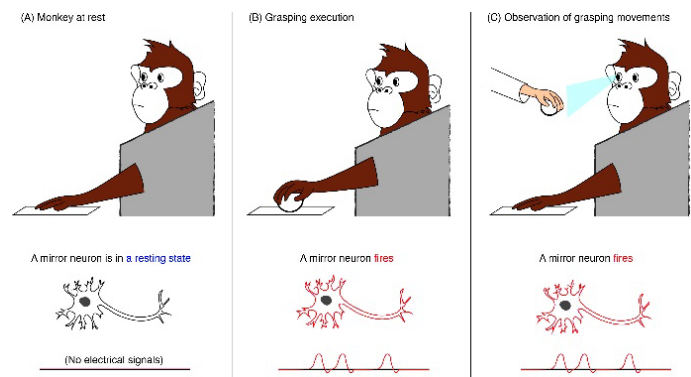 (A) Monkey at rest
(B) Grasping execution
(C) Observation of grasping movements
A mirror neuron is in a resting state
A mirror neuron fires
A mirror neuron fires
(No electrical signals)